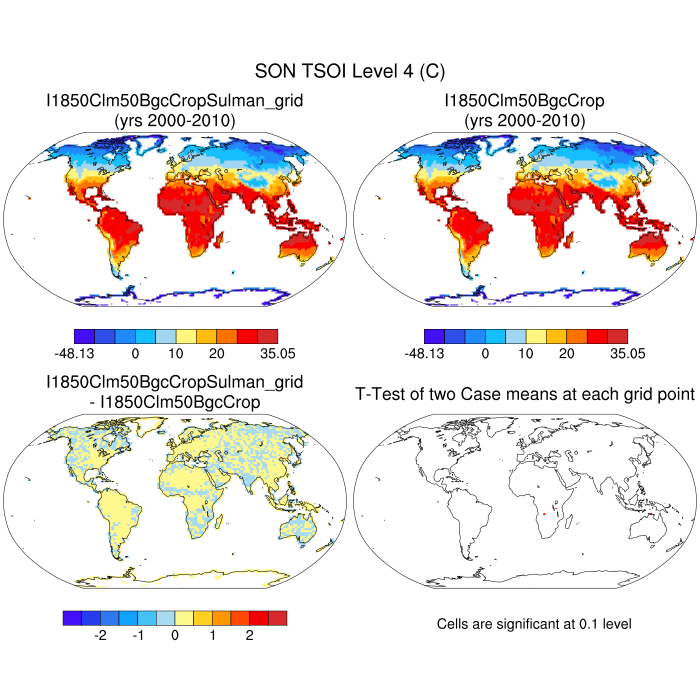 SON TSOI Level 4 (C)
I1850Clm50BgcCropSulman_grid
(yrs 2000-2010)
I1850Clm50BgcCrop
(yrs 2000-2010)
-48.13 0 10 20 35.05
-48.13 0 10 20 35.05
I1850Clm50BgcCropSulman_grid
- I1850Clm50BgcCrop
T-Test of two Case means at each grid point
-2 -1 0 1 2
Cells are significant at 0.1 level